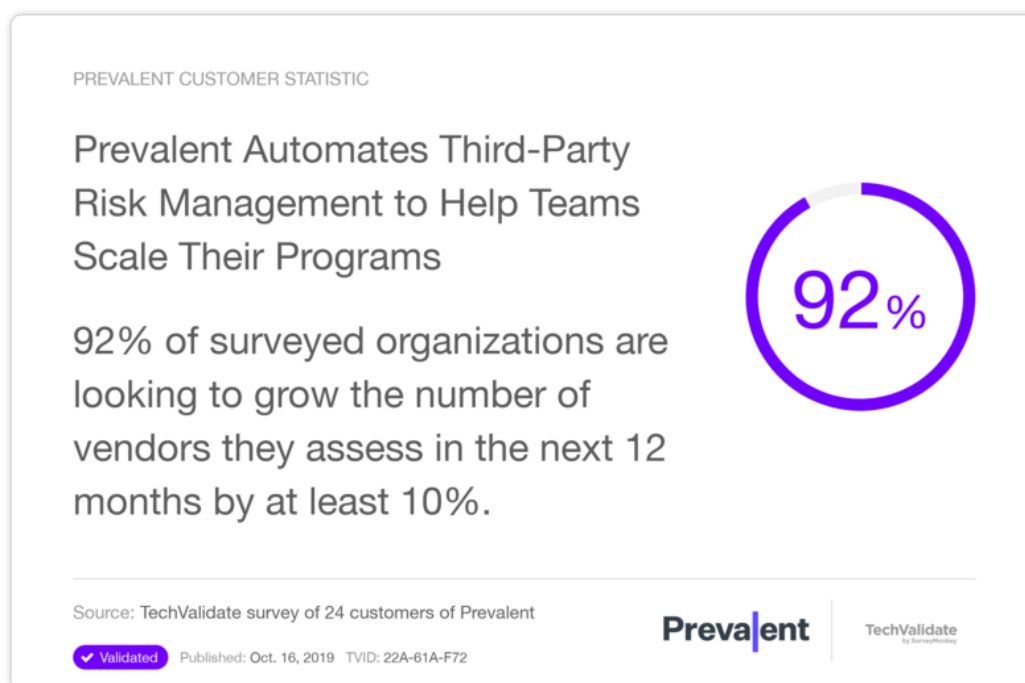 PREVALENT CUSTOMER STATISTIC
Prevalent Automates Third-Party
Risk Management to Help Teams
Scale Their Programs
92%
92% of surveyed organizations are
looking to grow the number of
vendors they assess in the next 12
months by at least 10%.
Source: TechValidate survey of 24 customers of Prevalent
Validated Published: Oct. 16, 2019 TVID: 22A-61A-F72
Prevalent
TechValidate
by SurveyMonkey